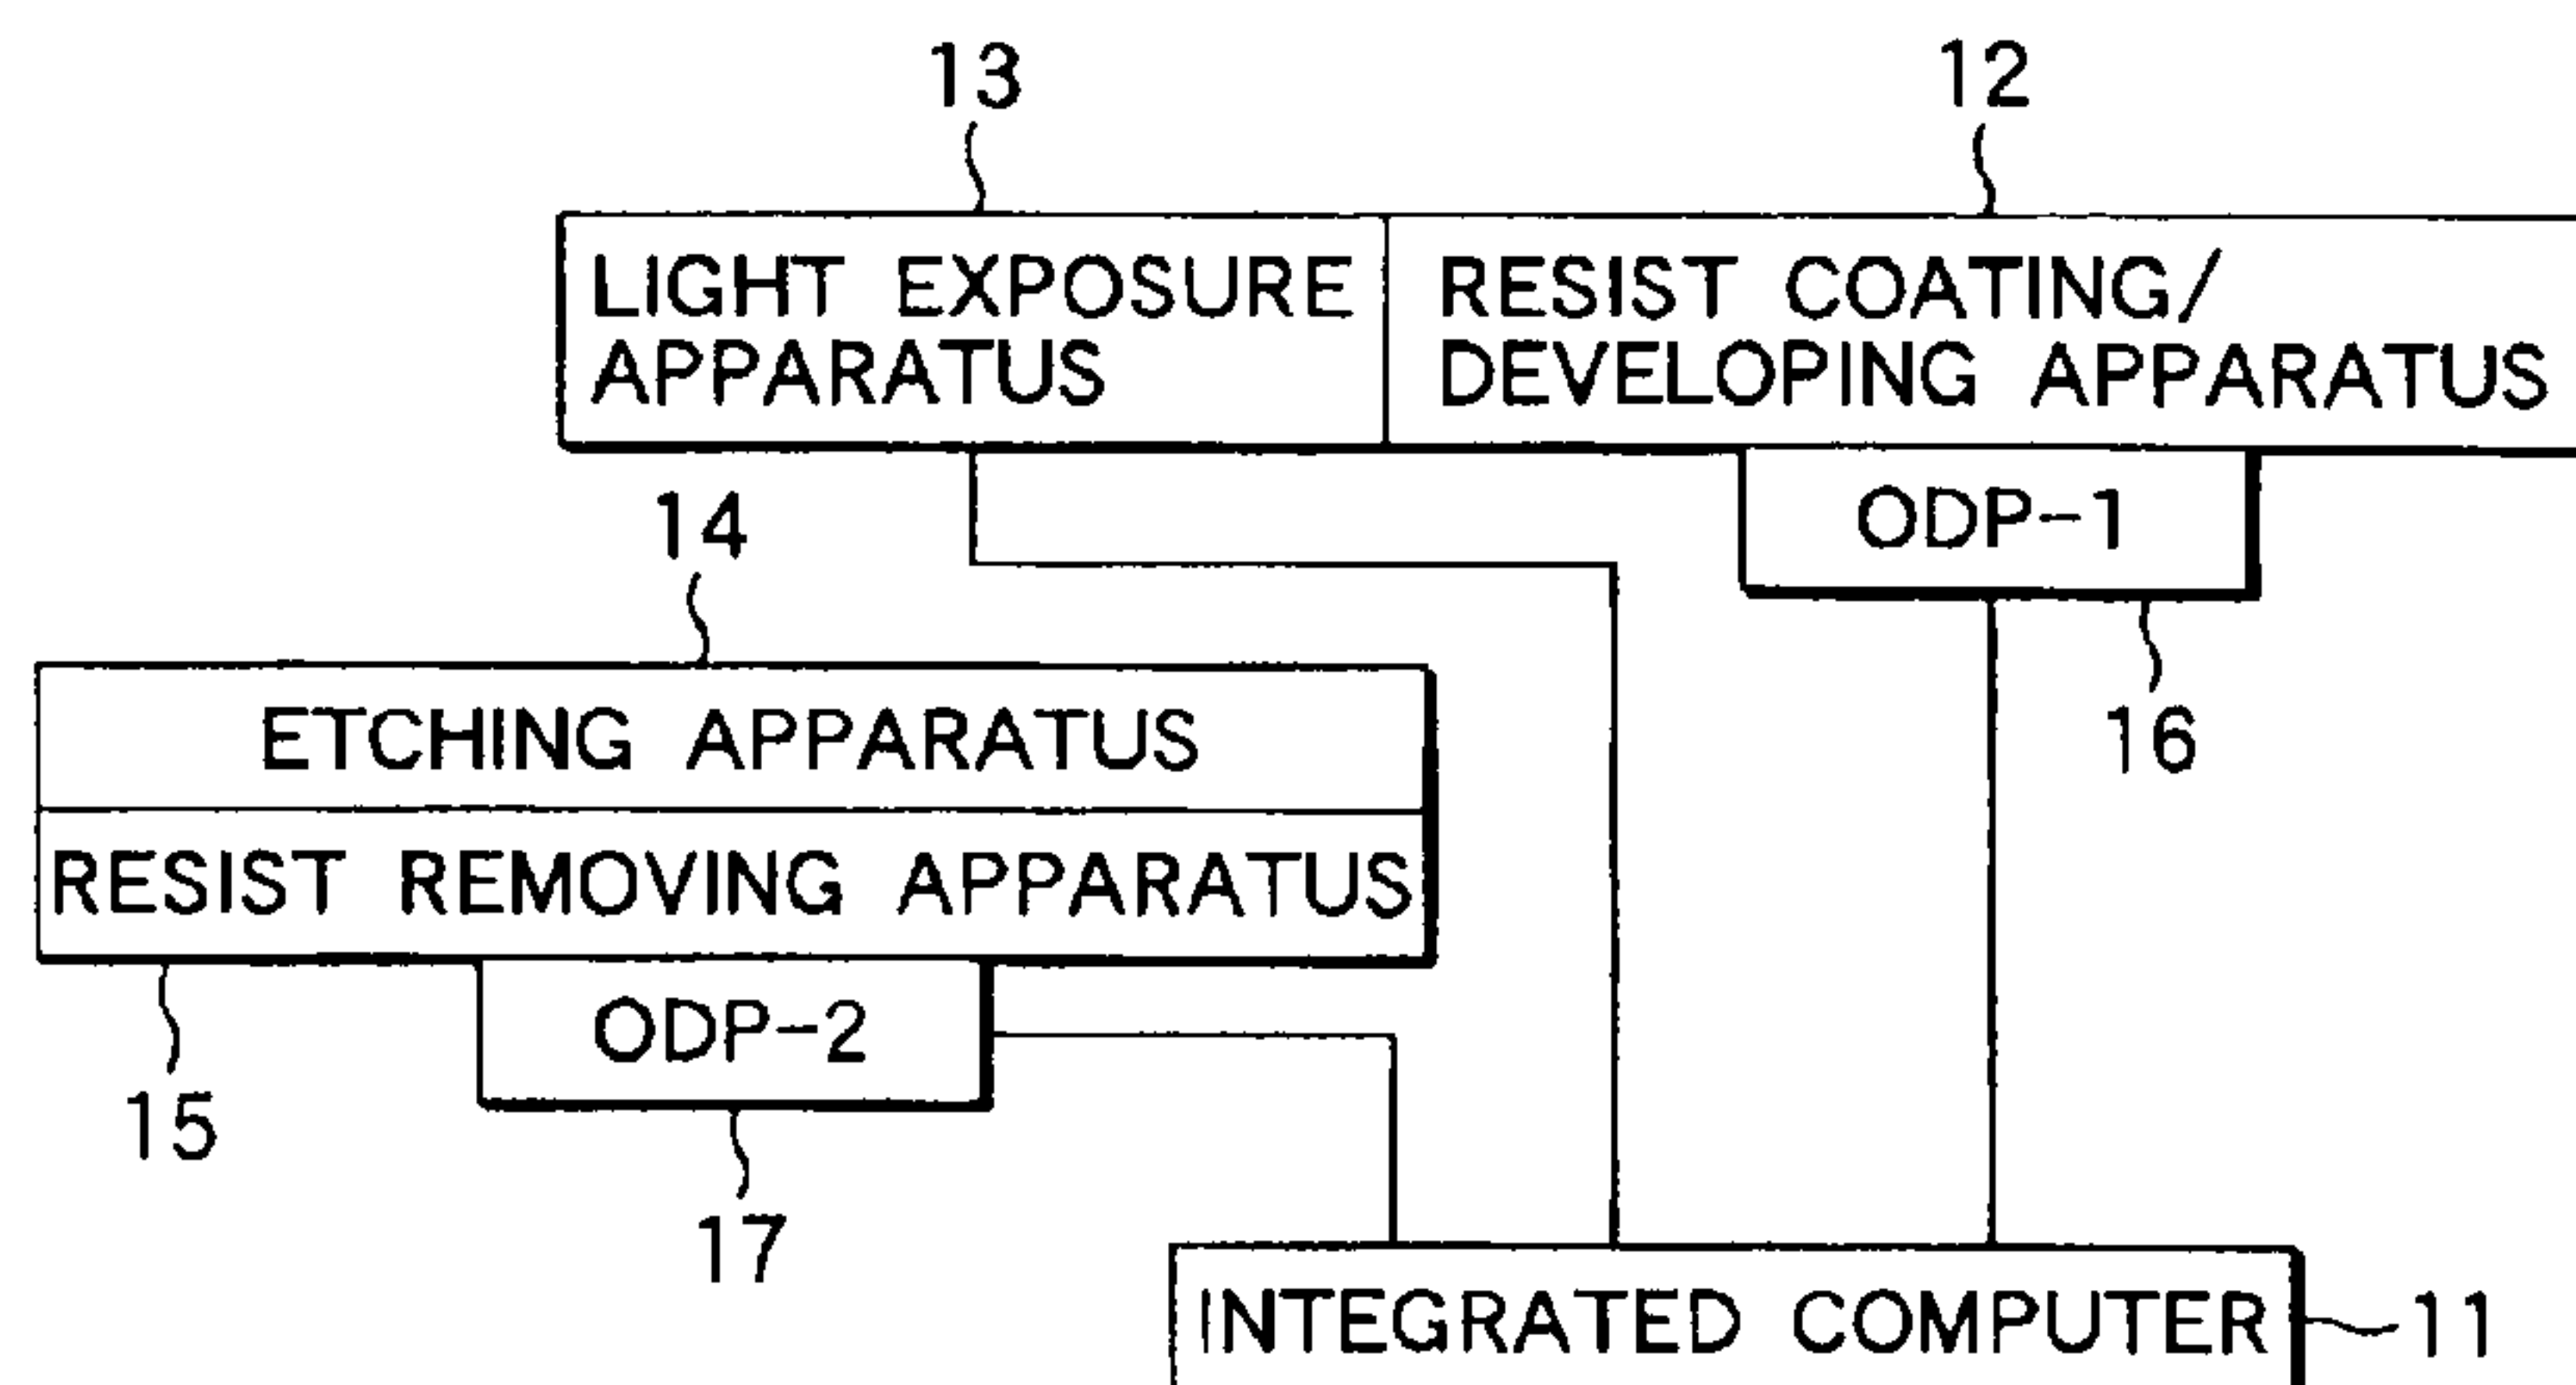 13
12
LIGHT EXPOSURE
APPARATUS
RESIST COATING/
DEVELOPING APPARATUS
14
ODP-1
16
ETCHING APPARATUS
RESIST REMOVING APPARATUS
ODP-2
15
17
INTEGRATED COMPUTER
11